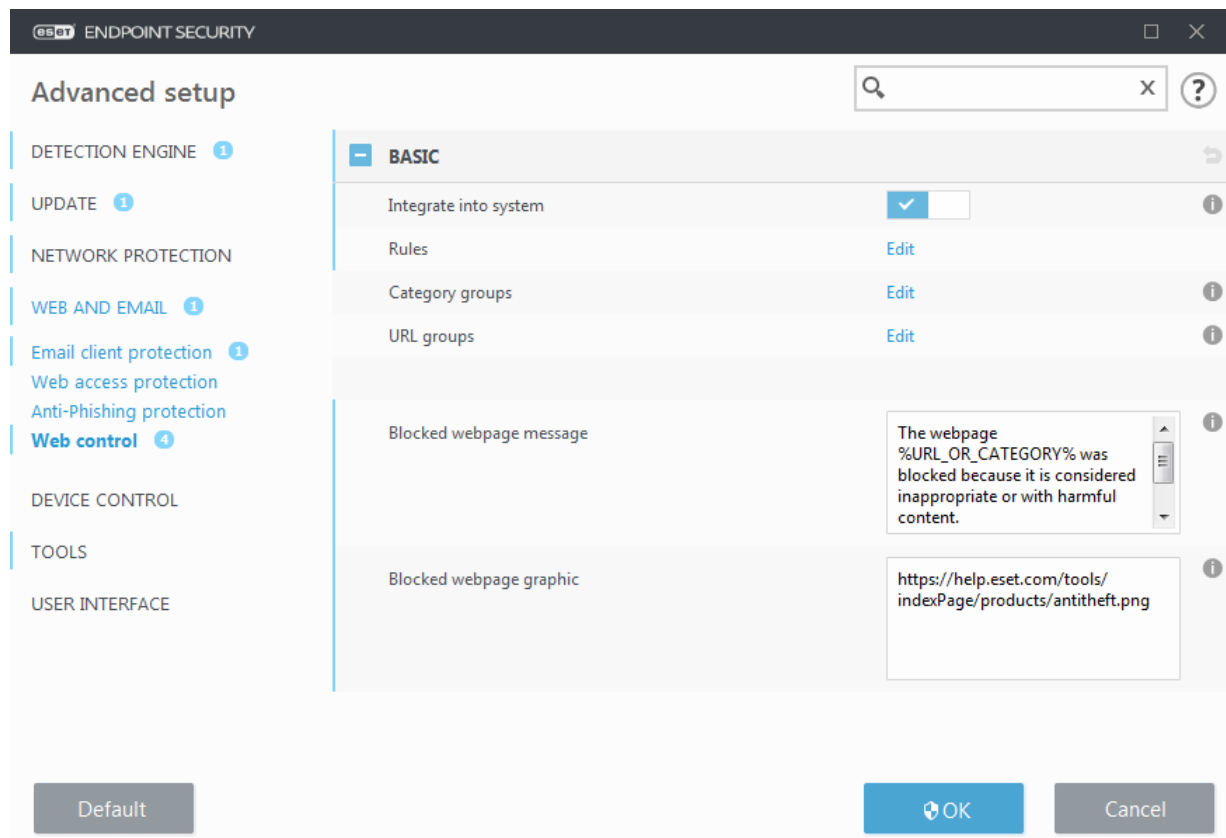 eset ENDPOINT SECURITY
Advanced setup
x
?
DETECTION ENGINE 1
UPDATE 1
NETWORK PROTECTION
WEB AND EMAIL 1
Email client protection 1
Web access protection
Anti-Phishing protection
Web control 4
DEVICE CONTROL
TOOLS
USER INTERFACE
BASIC
Integrate into system
Rules Edit
Category groups Edit
URL groups Edit
Blocked webpage message
The webpage
%URL_OR_CATEGORY% was
blocked because it is considered
inappropriate or with harmful
content.
Blocked webpage graphic
https://help.eset.com/tools/
indexPage/products/antitheft.png
Default
OK
Cancel